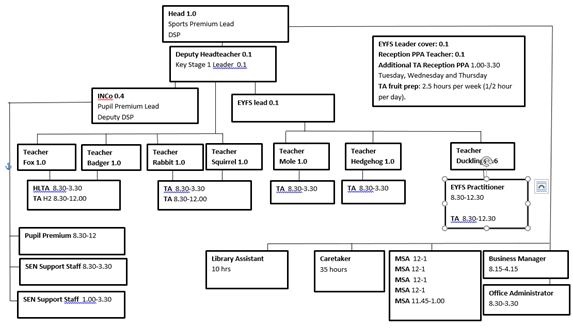 Head 1.0
Sports Premium Lead
DSP
Deputy Headteacher 0.1
Key Stage 1 Leader 0.1
EYFS Leader cover: 0.1
Reception PPA Teacher: 0.1
Additional TA Reception PPA 1.00-3.30
Tuesday, Wednesday and Thursday
TA fruit prep: 2.5 hours per week (1/2 hour
per day).
INCo 0.4
Pupil Premium Lead
Deputy DSP
EYFS lead 0.1
Teacher
Fox 1.0
Teacher
Badger 1.0
Teacher
Rabbit 1.0
Teacher
Squirrel 1.0
Teacher
Mole 1.0
Teacher
Hedgehog 1.0
Teacher
HLTA 8.30-3.30
TA H2 8.30-12.00
TA 8.30-3.30
TA 8.30-12.00
TA 8.30-3.30
TA 8.30-3.30
EYFS Practitioner
8.30-12.30
TA 8.30-12.30
Pupil Premium 8.30-12
SEN Support Staff 8.30-3.30
SEN Support Staff 1.00-3.30
Library Assistant
10 hrs
Caretaker
35 hours
MSA 12-1
MSA 12-1
MSA 12-1
MSA 12-1
MSA 11.45-1.00
Business Manager
8.15-4.15
Office Administrator
8.30-3.30